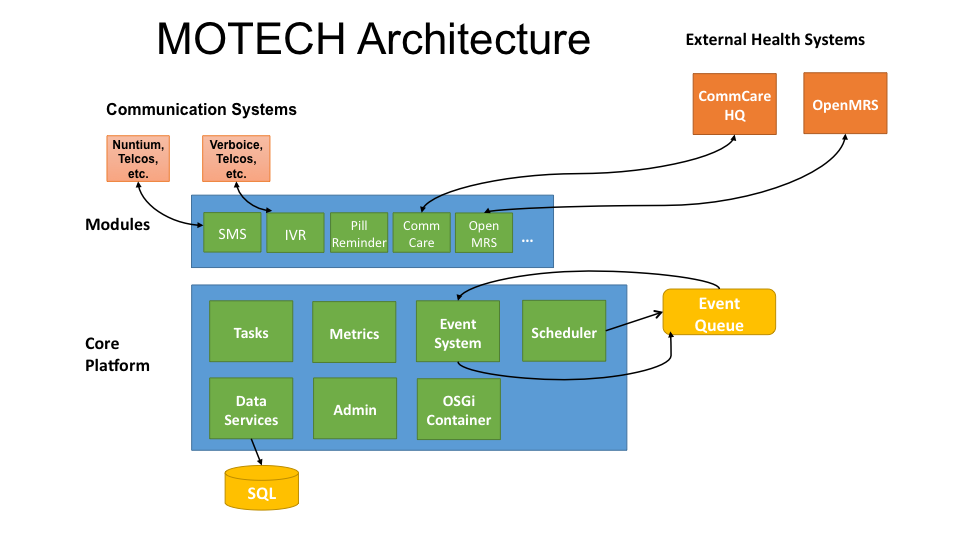 MOTECH Architecture
External Health Systems
CommCare
HQ
OpenMRS
Communication Systems
Nuntium,
Telcos,
etc.
Verboice,
Telcos,
etc.
Modules
SMS
IVR
Pill
Reminder
Comm
Care
Open
MRS
...
Core
Platform
Tasks
Metrics
Event
System
Scheduler
Event
Queue
Data
Services
Admin
OSGi
Container
SQL